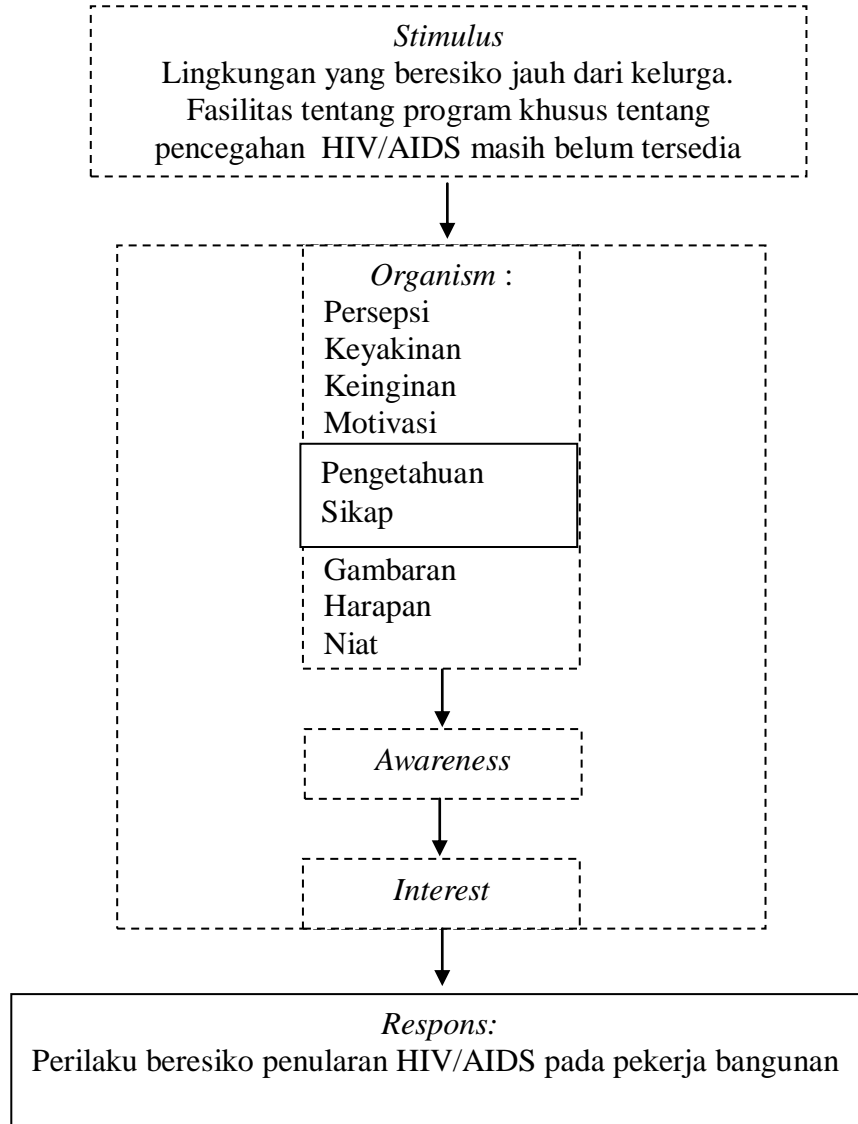 Stimulus
Lingkungan yang beresiko jauh dari kelurga.
Fasilitas tentang program khusus tentang
pencegahan HIV/AIDS masih belum tersedia
Organism :
Persepsi
Keyakinan
Keinginan
Motivasi
Pengetahuan
Sikap
Gambaran
Harapan
Niat
Awareness
Interest
Respons:
Perilaku beresiko penularan HIV/AIDS pada pekerja bangunan